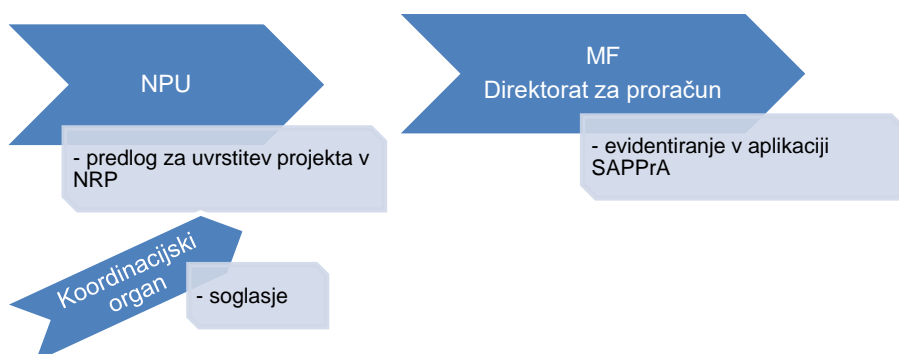 NPU
- predlog za uvrstitev projekta v
NRP
MF
Direktorat za proračun
- evidentiranje v aplikaciji
SAPPrA
Koordinacijski
organ
- soglasje